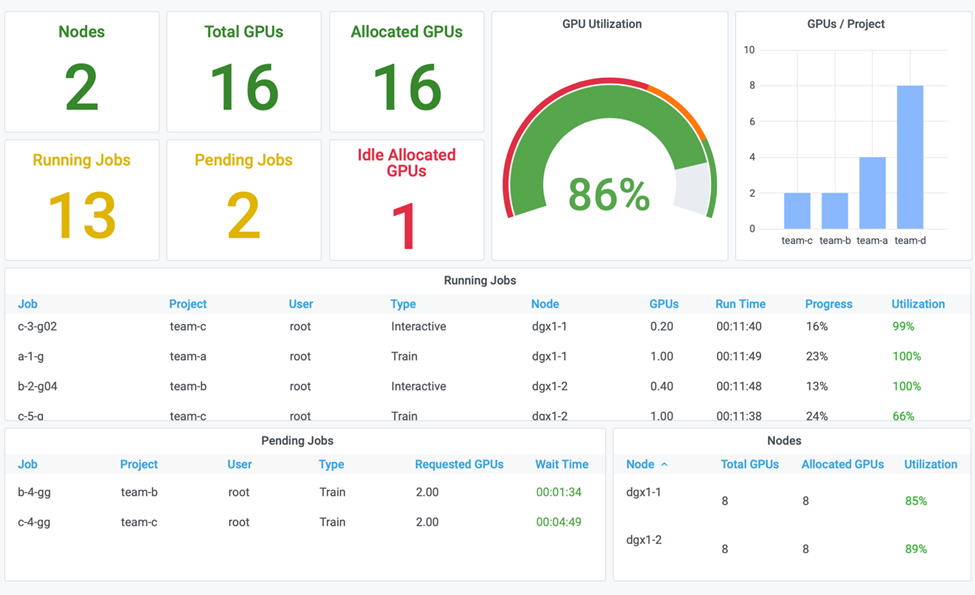 Nodes
2
Total GPUs
16
Allocated GPUs
16
Running Jobs
13
Pending Jobs
2
Idle Allocated
GPUs
1
GPU Utilization
86%
GPUs / Project
10
8
6
4
2
0
team-c team-b team-a team-d
Running Jobs
Job Project User Type Node GPUs Run Time Progress Utilization
c-3-g02 team-c root Interactive dgx1-1 0.20 00:11:40 16% 99%
a-1-g team-a root Train dgx1-1 1.00 00:11:49 23% 100%
b-2-g04 team-b root Interactive dgx1-2 0.40 00:11:48 13% 100%
c-5-g team-c root Train dgx1-2 1.00 00:11:38 24% 66%
Pending Jobs
Job Project User Type Requested GPUs Wait Time
b-4-gg team-b root Train 2.00 00:01:34
c-4-gg team-c root Train 2.00 00:04:49
Nodes
Node Total GPUs Allocated GPUs Utilization
dgx1-1 8 8 85%
dgx1-2 8 8 89%